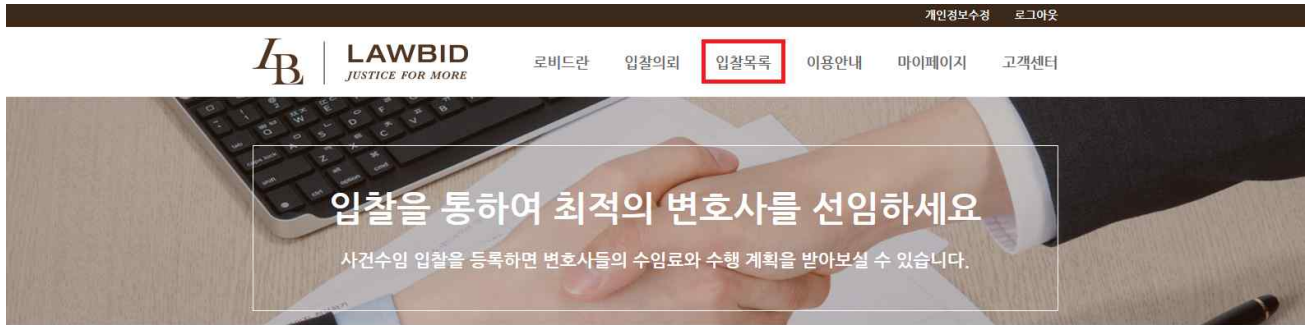 개인정보수정 로그아웃
LB LAWBID
JUSTICE FOR MORE
로비드란 입찰의뢰 입찰목록 이용안내 마이페이지 고객센터
입찰을 통하여 최적의 변호사를 선임하세요
사건수임 입찰을 등록하면 변호사들의 수임료와 수행 계획을 받아보실 수 있습니다.